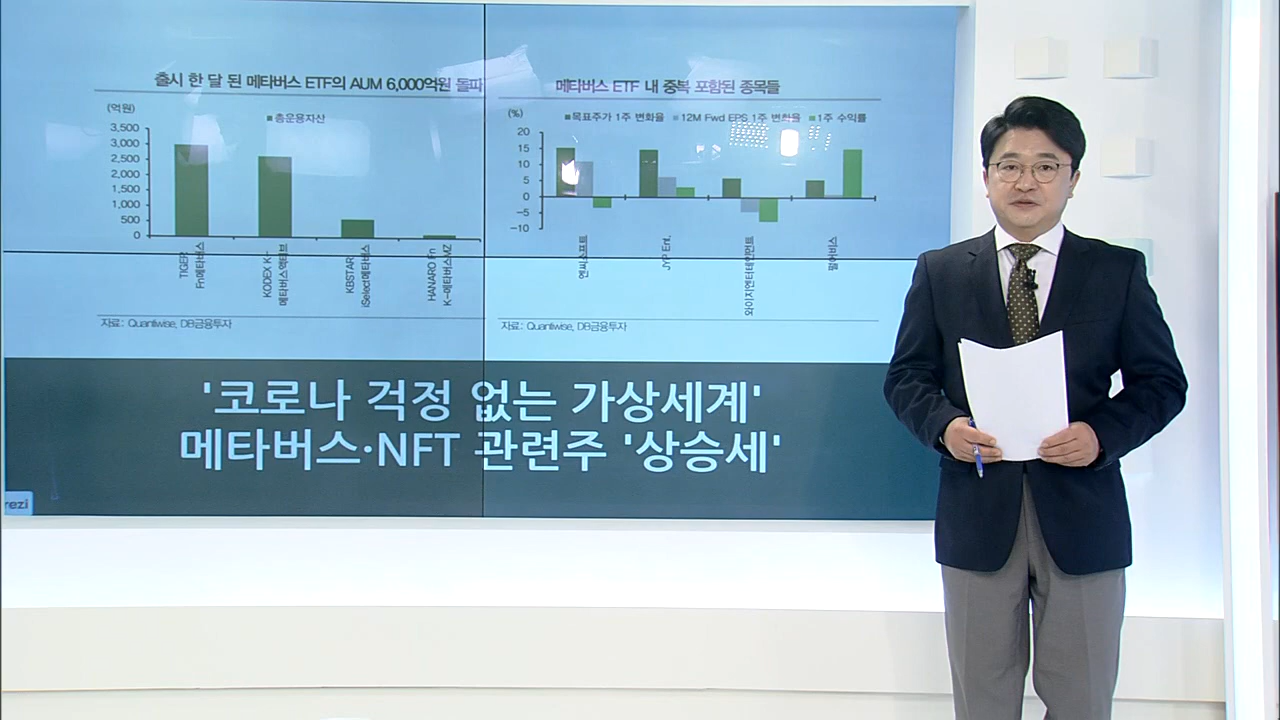 출시 한 달 된 메타버스 ETF의 AUM 6,000억원 돌파
(억원)
총운용자산
3,500
3,000
2,500
2,000
1,500
1,000
500
0
TIGER
Fn메타버스
KODEX K-
메타버스액티브
KBSTAR
iSelect메타버스
HANARO Fn
K-메타버스MZ
자료: Quantiwise, DB금융투자
메타버스 ETF 내 중복 포함된 종목들
(%)
목표주가 1주 변화율 12M Fwd EPS 1주 변화율 1주 수익률
20
15
10
5
0
-5
-10
엔씨소프트
JYP Ent.
와이지엔터테인먼트
펄어비스
자료: Quantiwise, DB금융투자
'코로나 걱정 없는 가상세계'
메타버스·NFT 관련주 '상승세'
rezi